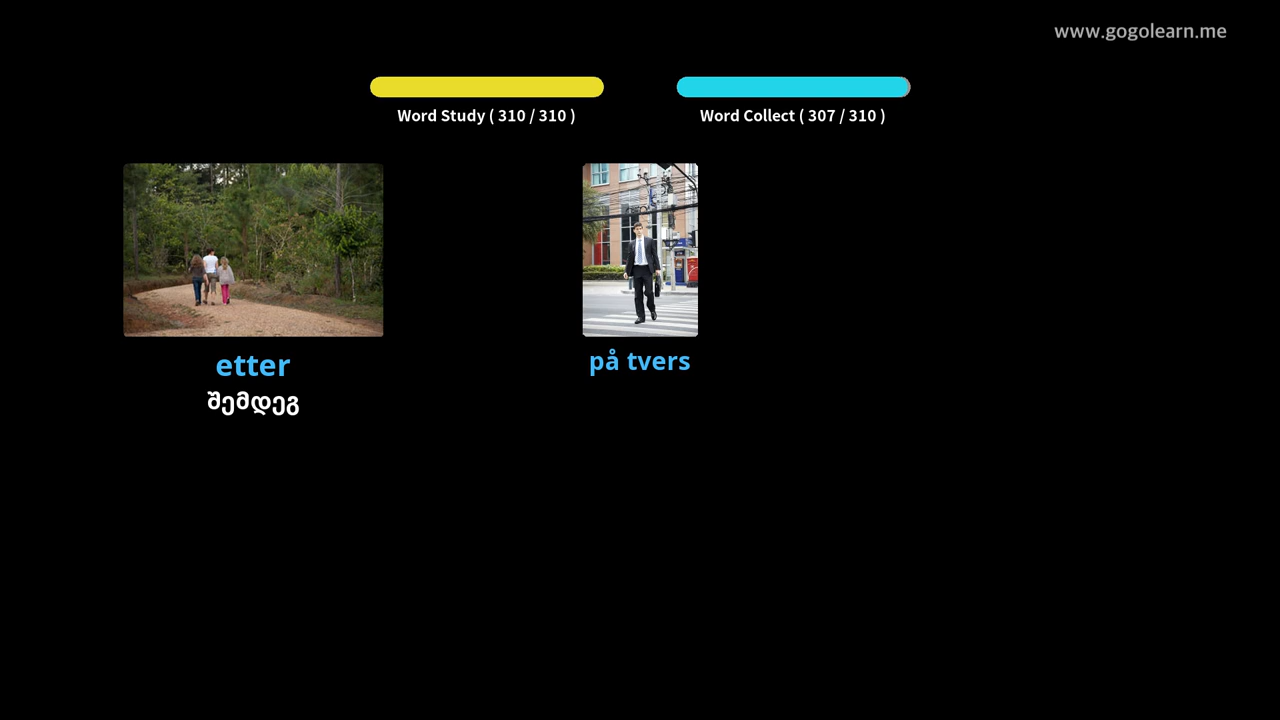 www.gogolearn.me
Word Study ( 310 / 310 )
Word Collect ( 307 / 310 )
etter
შემდეგ
på tvers